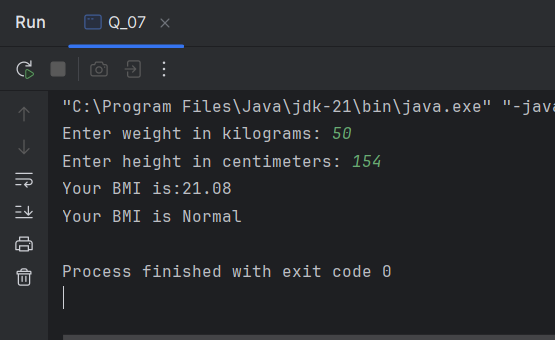 Run Q_07
"C:\Program Files\Java\jdk-21\bin\java.exe" "-java
Enter weight in kilograms: 50
Enter height in centimeters: 154
Your BMI is:21.08
Your BMI is Normal
Process finished with exit code 0